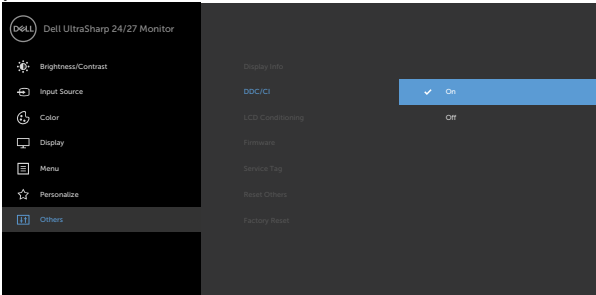 DELL
Dell UltraSharp 24/27 Monitor
Brightness/Contrast
Input Source
Color
Display
Menu
Personalize
Others
Display Info
DDC/CI
LCD Conditioning
Firmware
Service Tag
Reset Others
Factory Reset
On
Off